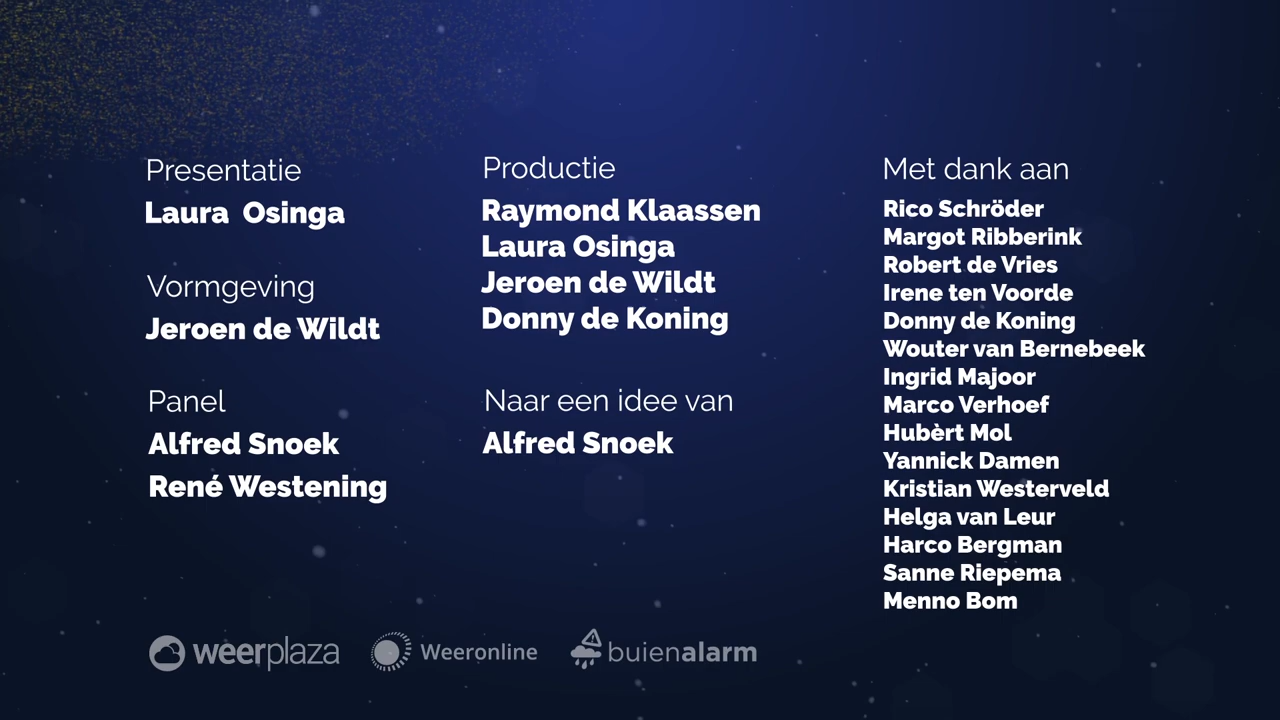 Presentatie
Laura Osinga
Vormgeving
Jeroen de Wildt
Panel
Alfred Snoek
René Westening
Productie
Raymond Klaassen
Laura Osinga
Jeroen de Wildt
Donny de Koning
Naar een idee van
Alfred Snoek
Met dank aan
Rico Schröder
Margot Ribberink
Robert de Vries
Irene ten Voorde
Donny de Koning
Wouter van Bernebeek
Ingrid Majoor
Marco Verhoef
Hubèrt Mol
Yannick Damen
Kristian Westerveld
Helga van Leur
Harco Bergman
Sanne Riepema
Menno Bom
weerplaza
Weeronline
buienalarm